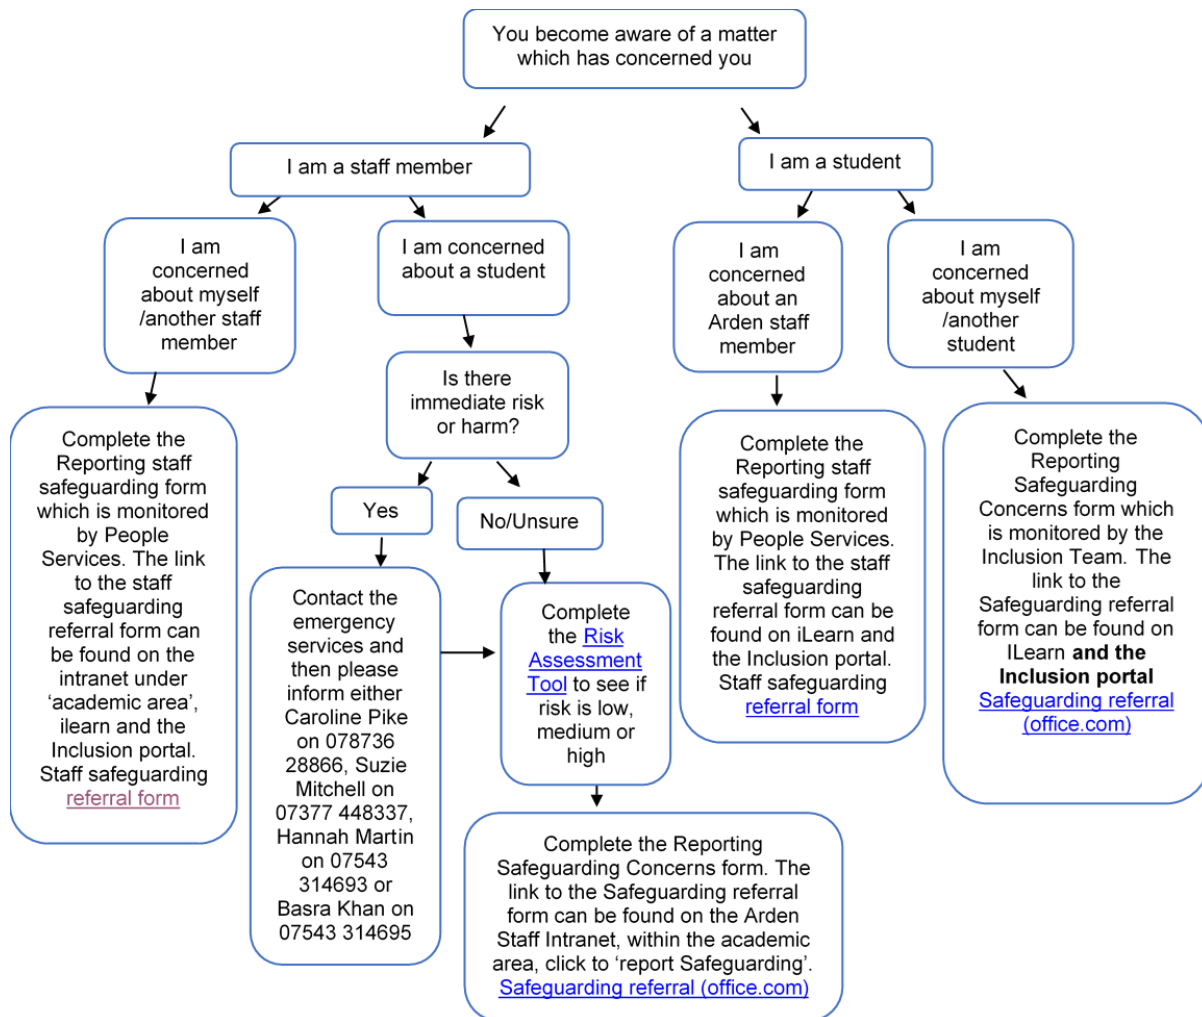 You become aware of a matter
which has concerned you
I am a staff member
I am a student
I am
concerned
about myself
/another staff
member
I am concerned
about a student
I am
concerned
about an
Arden staff
member
I am
concerned
about myself
/another
student
Is there
immediate risk
or harm?
Yes
No/Unsure
Complete the
Reporting staff
safeguarding form
which is monitored
by People
Services. The link
to the staff
safeguarding
referral form can
be found on the
intranet under
‘academic area’,
ilearn and the
Inclusion portal.
Staff safeguarding
referral form
Contact the
emergency
services and
then please
inform either
Caroline Pike
on 078736
28866, Suzie
Mitchell on
07377 448337,
Hannah Martin
on 07543
314693 or
Basra Khan on
07543 314695
Complete
the Risk
Assessment
Tool to see if
risk is low,
medium or
high
Complete the Reporting
Safeguarding Concerns form. The
link to the Safeguarding referral
form can be found on the Arden
Staff Intranet, within the academic
area, click to ‘report Safeguarding’.
Safeguarding referral (office.com)
Complete the
Reporting staff
safeguarding form
which is monitored
by People Services.
The link to the staff
safeguarding
referral form can be
found on iLearn and
the Inclusion portal.
Staff safeguarding
referral form
Complete the
Reporting
Safeguarding
Concerns form which
is monitored by the
Inclusion Team. The
link to the
Safeguarding referral
form can be found on
ILearn and the
Inclusion portal
Safeguarding referral
(office.com)